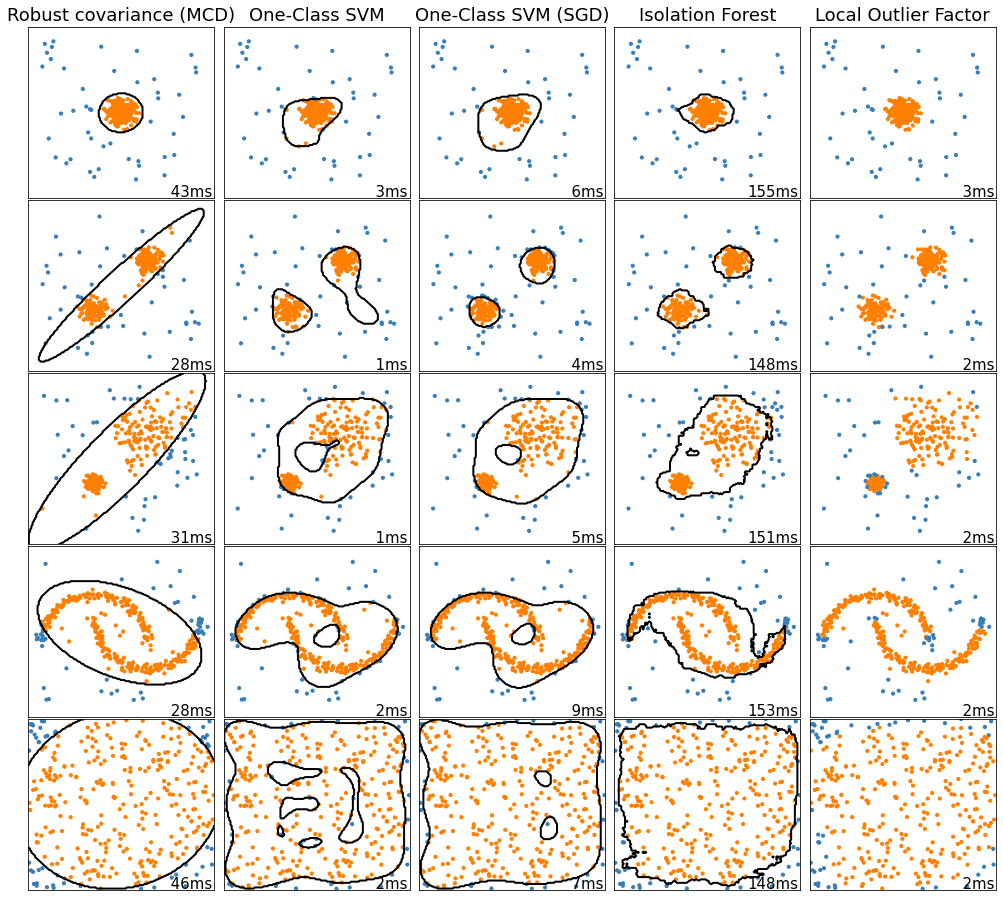 Robust covariance (MCD) One-Class SVM One-Class SVM (SGD) Isolation Forest Local Outlier Factor
43ms 3ms 6ms 155ms 3ms
28ms 1ms 4ms 148ms 2ms
31ms 1ms 5ms 151ms 2ms
28ms 2ms 9ms 153ms 2ms
46ms 2ms 7ms 148ms 2ms